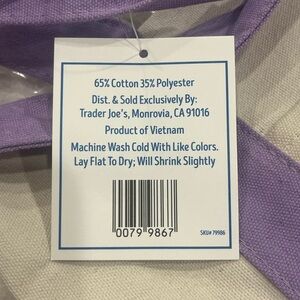 65% Cotton 35% Polyester
Dist. & Sold Exclusively By:
Trader Joe's, Monrovia, CA 91016
Product of Vietnam
Machine Wash Cold With Like Colors.
Lay Flat To Dry; Will Shrink Slightly
0079 9867
SKU# 79986